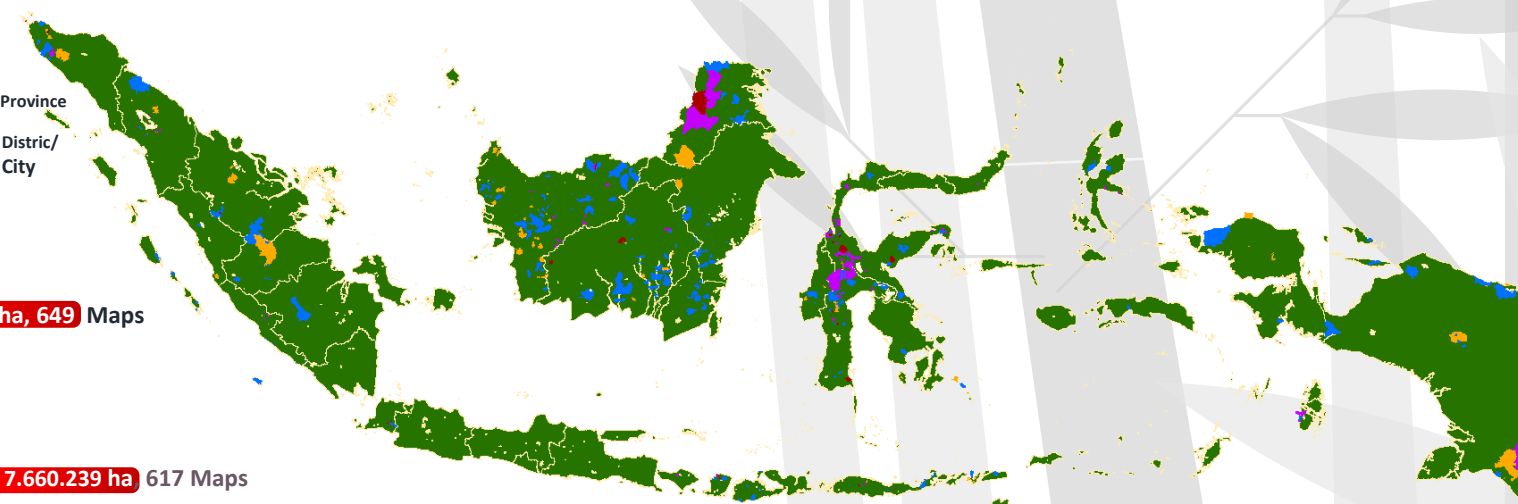 Province
Distric/
City
ha, 649 Maps
7.660.239 ha 617 Maps